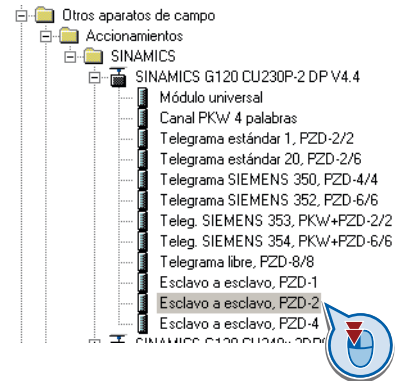 Otros aparatos de campo
Accionamientos
SINAMICS
SINAMICS G120 CU230P-2 DP V4.4
Módulo universal
Canal PKW 4 palabras
Telegrama estándar 1, PZD-2/2
Telegrama estándar 20, PZD-2/6
Telegrama SIEMENS 350, PZD-4/4
Telegrama SIEMENS 352, PZD-6/6
Teleg. SIEMENS 353, PKW+PZD-2/2
Teleg. SIEMENS 354, PKW+PZD-6/6
Telegrama libre, PZD-8/8
Esclavo a esclavo, PZD-1
Esclavo a esclavo, PZD-2
Esclavo a esclavo, PZD-4
SINAMICS G120